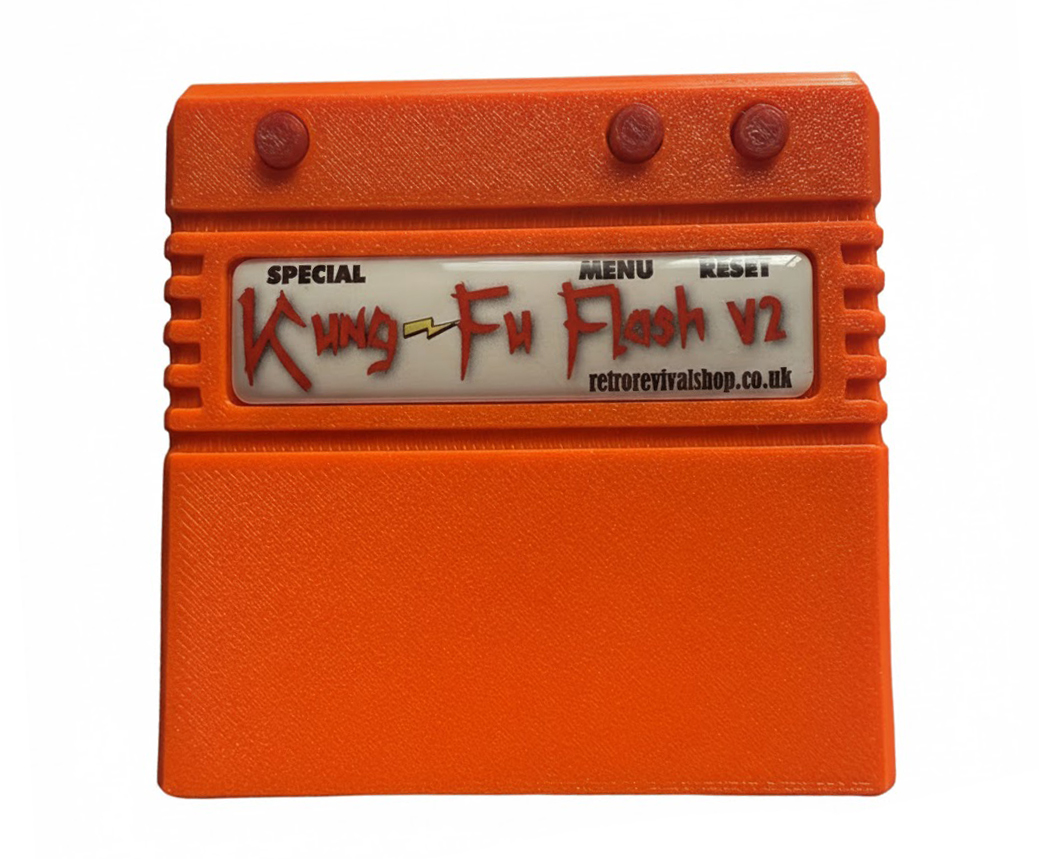 SPECIAL MENU RESET
Kung-Fu Flash V2
retrorevivalshop.co.uk